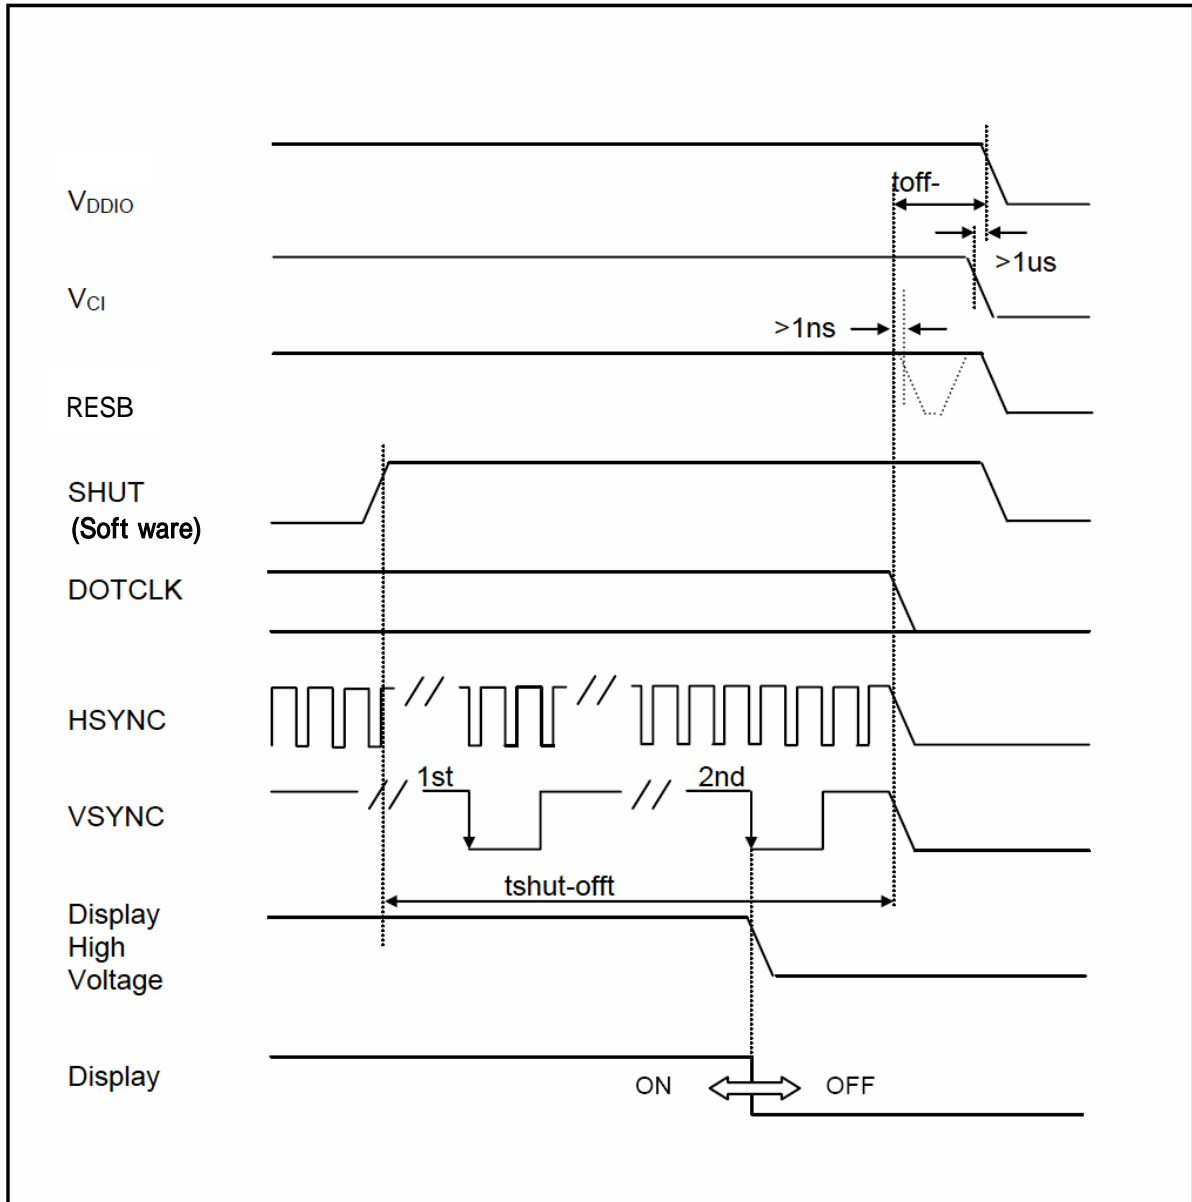 toff-
VDDIO
>1us
VCI
>1ns
RESB
SHUT
(Soft ware)
DOTCLK
HSYNC
1st
2nd
VSYNC
tshut-offt
Display
High
Voltage
Display
ON
OFF